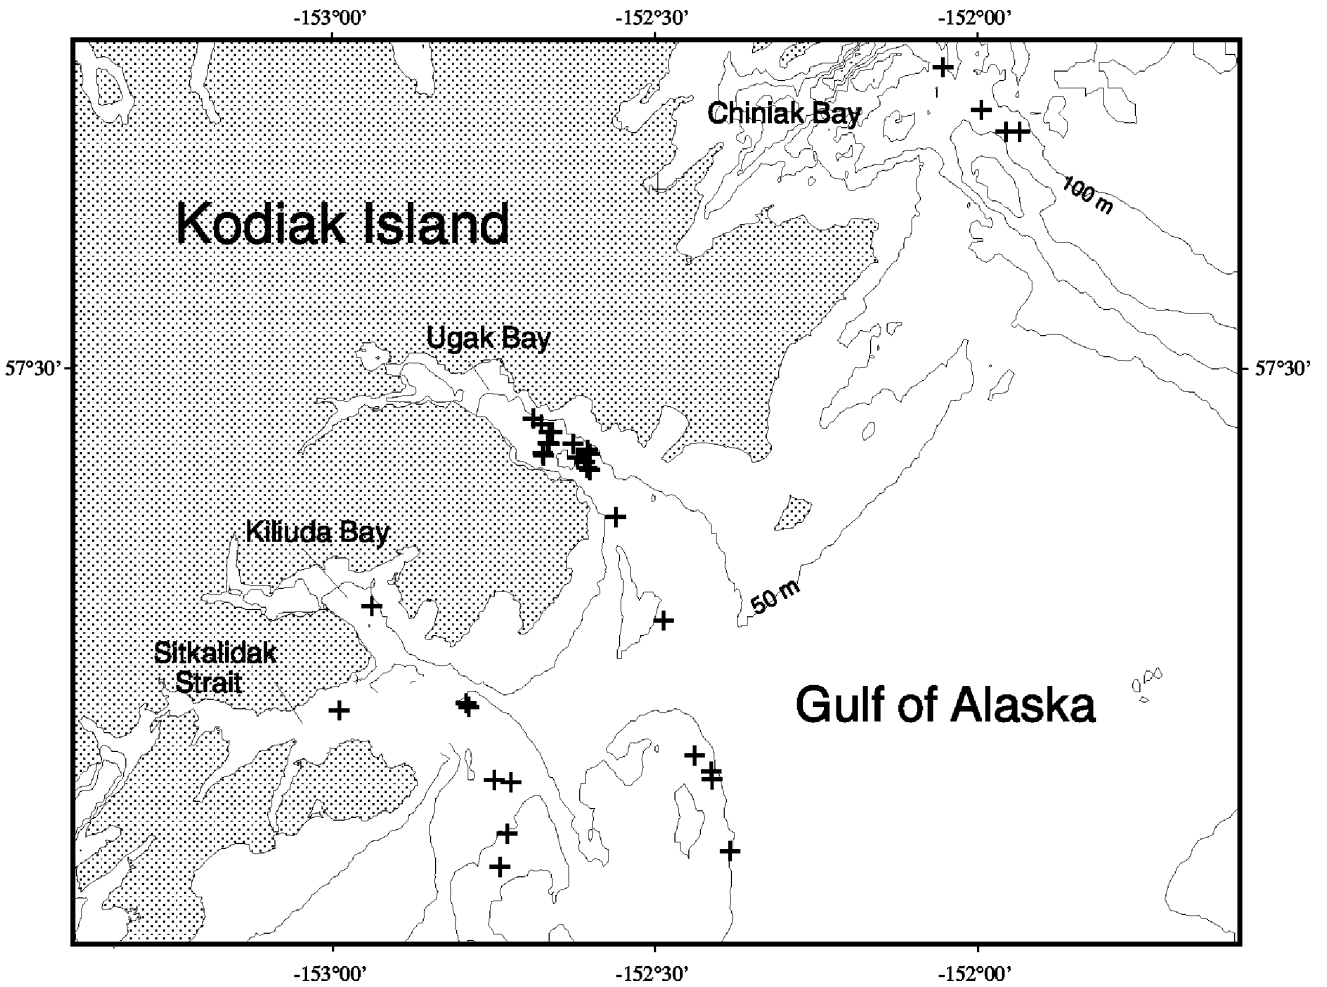 -153°00' -152°30' -152°00'
Chiniak Bay
100 m
Kodiak Island
Ugak Bay
57°30' 57°30'
Kiliuda Bay
50 m
Sitkalidak
Strait
Gulf of Alaska
-153°00' -152°30' -152°00'